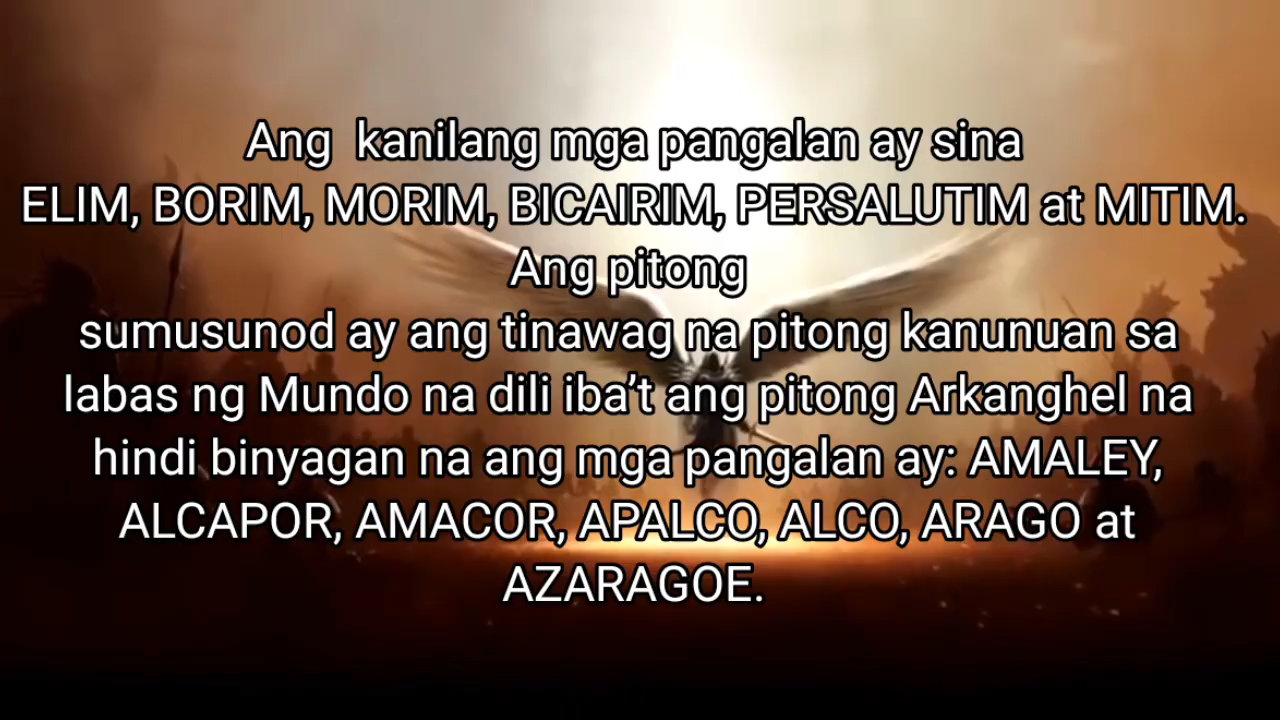 Ang kanilang mga pangalan ay sina
ELIM, BORIM, MORIM, BICAIRIM, PERSALUTIM at MITIM.
Ang pitong
sumusunod ay ang tinawag na pitong kanunuan sa
labas ng Mundo na dili iba’t ang pitong Arkanghel na
hindi binyagan na ang mga pangalan ay: AMALEY,
ALCAPOR, AMACOR, APALCO, ALCO, ARAGO at
AZARAGOE.